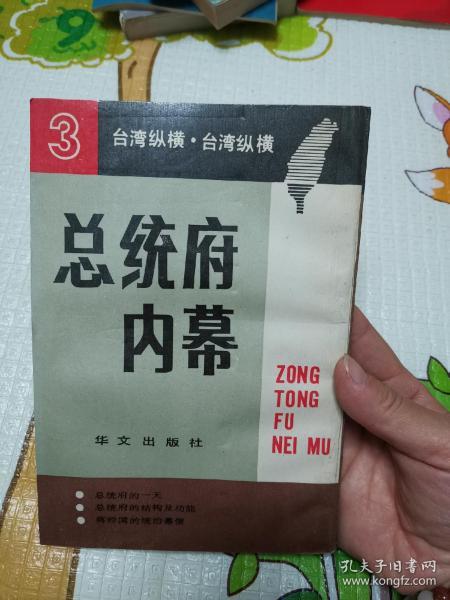 3
台湾纵横·台湾纵横
总统府
内幕
ZONG
TONG
FU
NEI MU
华文出版社
● 总统府的一天
● 总统府的结构及功能
● 蒋经国的统治幕僚
孔夫子旧书网
www.kongfz.com